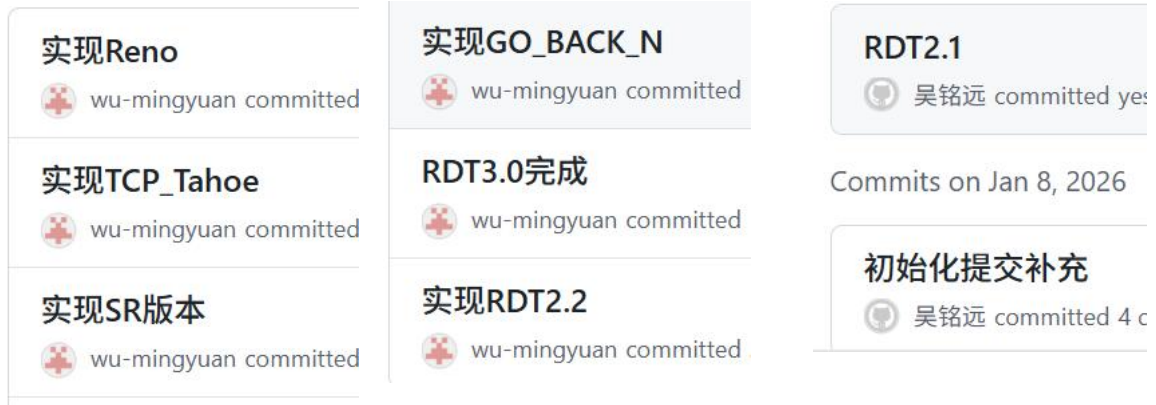 实现Reno
wu-mingyuan committed
实现TCP_Tahoe
wu-mingyuan committed
实现SR版本
wu-mingyuan committed
实现GO_BACK_N
wu-mingyuan committed
RDT3.0完成
wu-mingyuan committed
实现RDT2.2
wu-mingyuan committed
RDT2.1
吴铭远 committed yes
Commits on Jan 8, 2026
初始化提交补充
吴铭远 committed 4